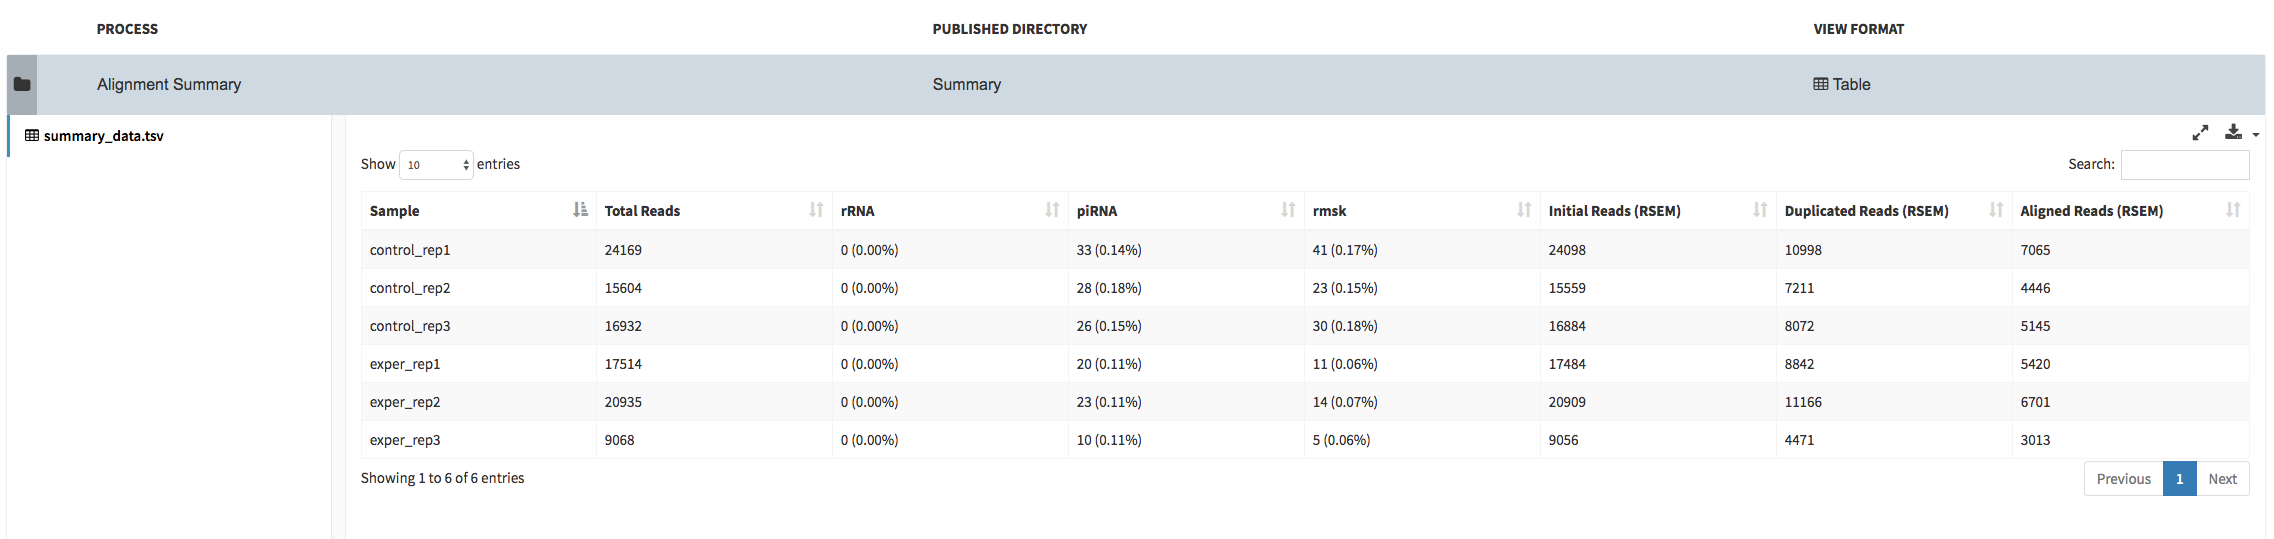 PROCESS PUBLISHED DIRECTORY VIEW FORMAT
Alignment Summary Summary Table
summary_data.tsv
Show 10 entries Search:
Sample Total Reads rRNA piRNA rmsk Initial Reads (RSEM) Duplicated Reads (RSEM) Aligned Reads (RSEM)
control_rep1 24169 0 (0.00%) 33 (0.14%) 41 (0.17%) 24098 10998 7065
control_rep2 15604 0 (0.00%) 28 (0.18%) 23 (0.15%) 15559 7211 4446
control_rep3 16932 0 (0.00%) 26 (0.15%) 30 (0.18%) 16884 8072 5145
exper_rep1 17514 0 (0.00%) 20 (0.11%) 11 (0.06%) 17484 8842 5420
exper_rep2 20935 0 (0.00%) 23 (0.11%) 14 (0.07%) 20909 11166 6701
exper_rep3 9068 0 (0.00%) 10 (0.11%) 5 (0.06%) 9056 4471 3013
Showing 1 to 6 of 6 entries Previous 1 Next